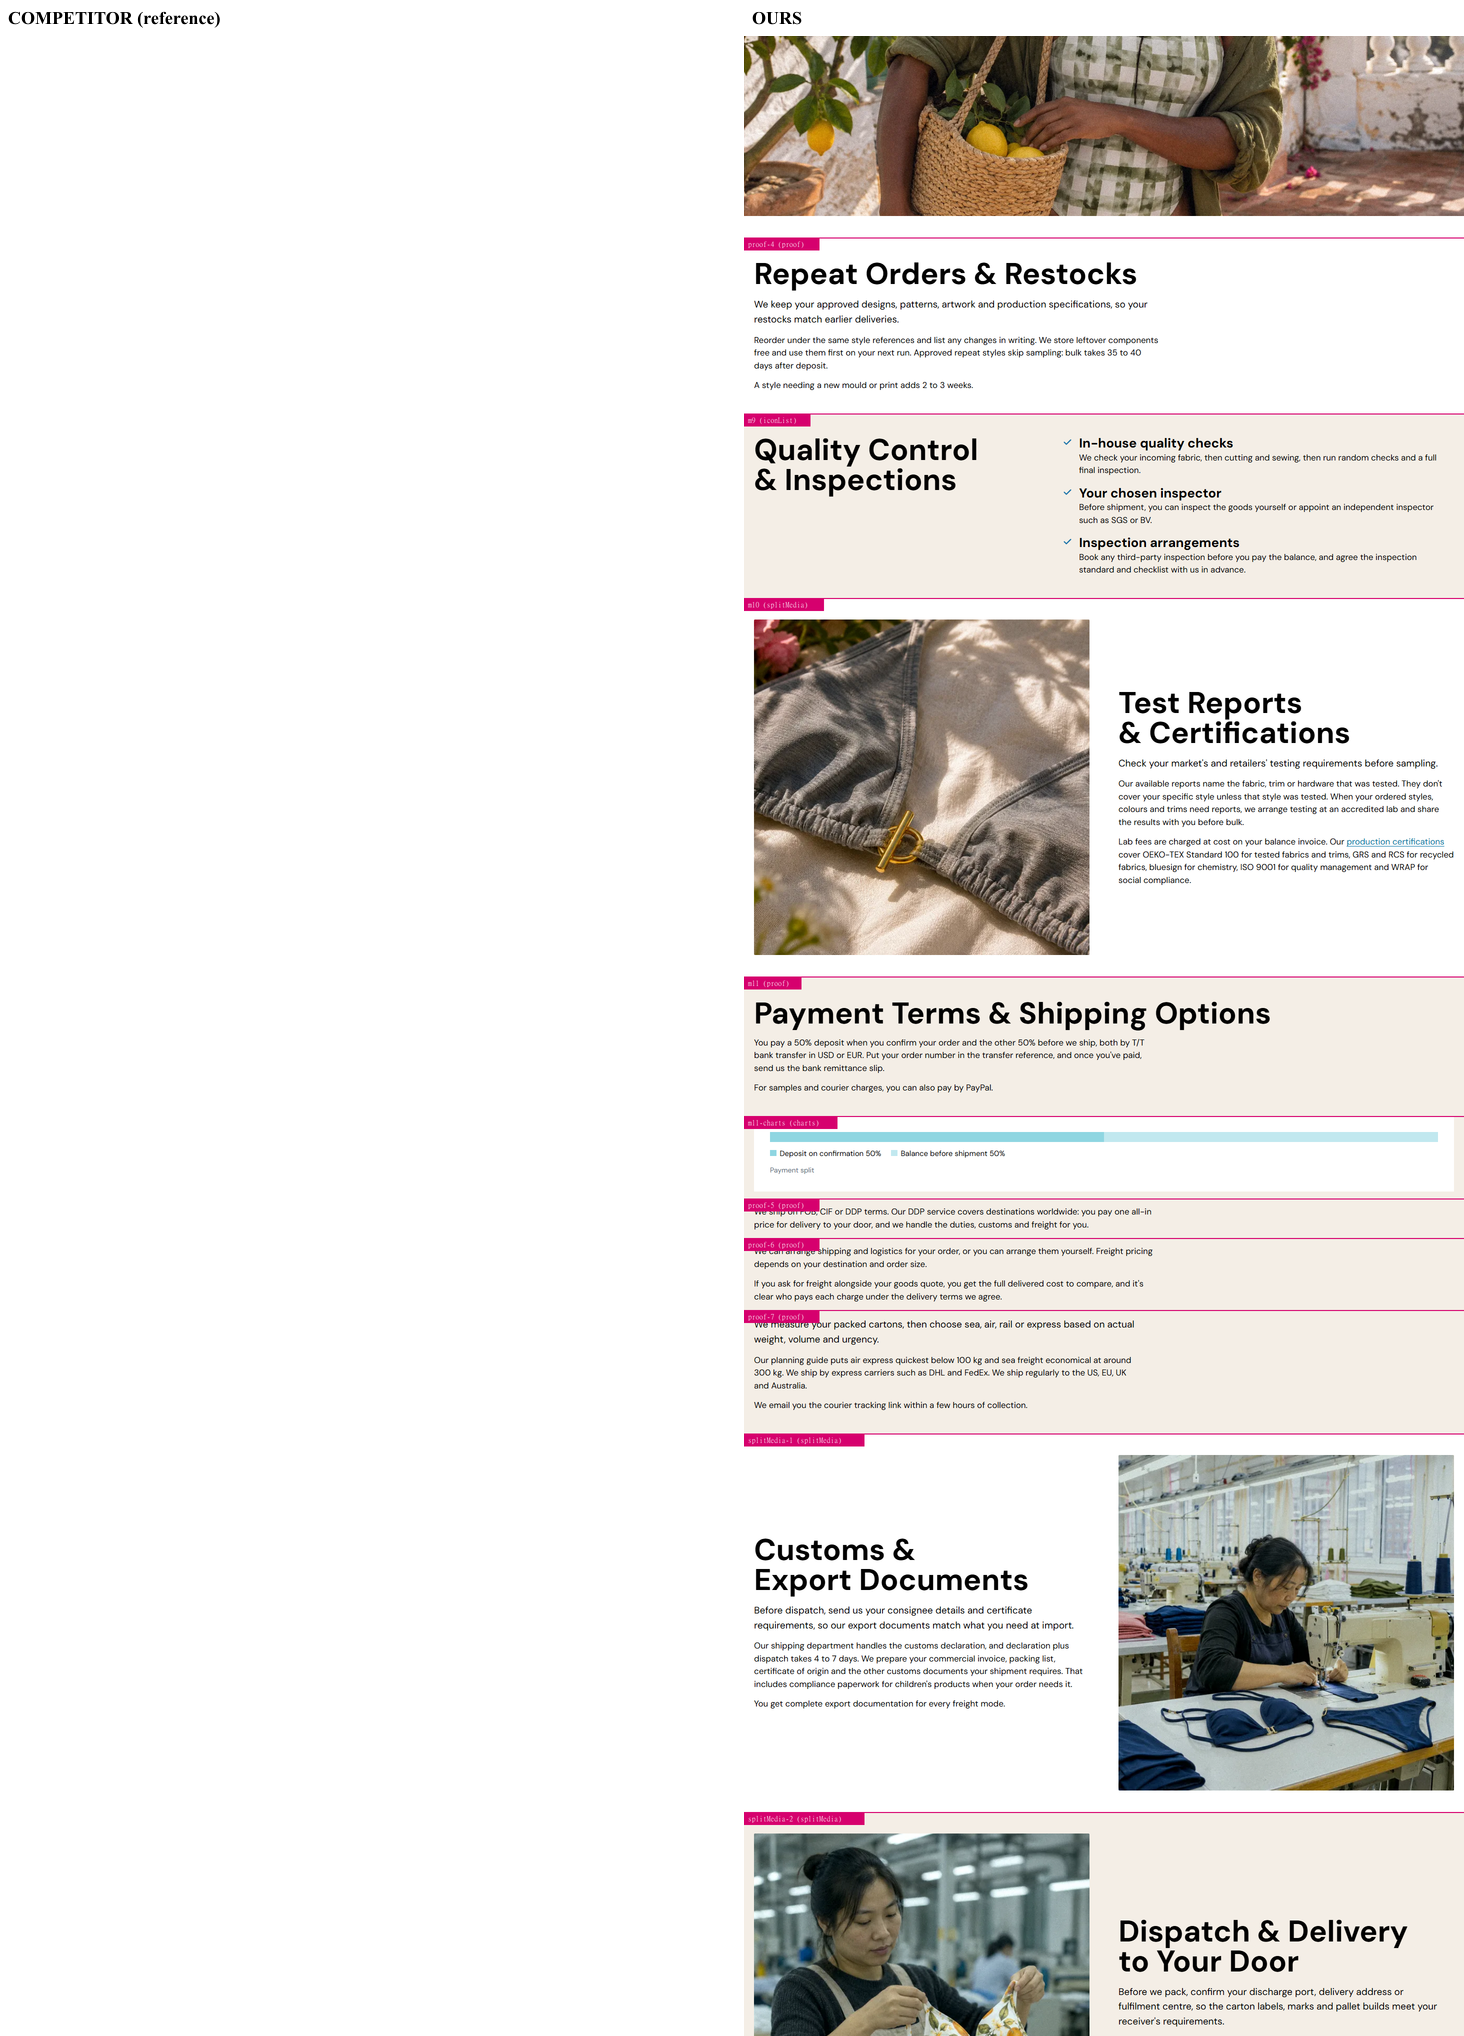 COMPETITOR (reference)
OURS
proof-4 (proof)
Repeat Orders & Restocks
We keep your approved designs, patterns, artwork and production specifications, so your
restocks match earlier deliveries.
Reorder under the same style references and list any changes in writing. We store leftover components
free and use them first on your next run. Approved repeat styles skip sampling: bulk takes 35 to 40
days after deposit.
A style needing a new mould or print adds 2 to 3 weeks.
m9 (iconList)
Quality Control
& Inspections
In-house quality checks
We check your incoming fabric, then cutting and sewing, then run random checks and a full
final inspection.
Your chosen inspector
Before shipment, you can inspect the goods yourself or appoint an independent inspector
such as SGS or BV.
Inspection arrangements
Book any third-party inspection before you pay the balance, and agree the inspection
standard and checklist with us in advance.
m10 (splitMedia)
Test Reports
& Certifications
Check your market's and retailers' testing requirements before sampling.
Our available reports name the fabric, trim or hardware that was tested. They don't
cover your specific style unless that style was tested. When your ordered styles,
colours and trims need reports, we arrange testing at an accredited lab and share
the results with you before bulk.
Lab fees are charged at cost on your balance invoice. Our production certifications
cover OEKO-TEX Standard 100 for tested fabrics and trims, GRS and RCS for recycled
fabrics, bluesign for chemistry, ISO 9001 for quality management and WRAP for
social compliance.
m11 (proof)
Payment Terms & Shipping Options
You pay a 50% deposit when you confirm your order and the other 50% before we ship, both by T/T
bank transfer in USD or EUR. Put your order number in the transfer reference, and once you've paid,
send us the bank remittance slip.
For samples and courier charges, you can also pay by PayPal.
m11-charts (charts)
Deposit on confirmation 50%
Balance before shipment 50%
Payment split
proof-5 (proof)
We ship on FOB, CIF or DDP terms. Our DDP service covers destinations worldwide: you pay one all-in
price for delivery to your door, and we handle the duties, customs and freight for you.
proof-6 (proof)
We can arrange shipping and logistics for your order, or you can arrange them yourself. Freight pricing
depends on your destination and order size.
If you ask for freight alongside your goods quote, you get the full delivered cost to compare, and it's
clear who pays each charge under the delivery terms we agree.
proof-7 (proof)
We measure your packed cartons, then choose sea, air, rail or express based on actual
weight, volume and urgency.
Our planning guide puts air express quickest below 100 kg and sea freight economical at around
300 kg. We ship by express carriers such as DHL and FedEx. We ship regularly to the US, EU, UK
and Australia.
We email you the courier tracking link within a few hours of collection.
splitMedia-1 (splitMedia)
Customs &
Export Documents
Before dispatch, send us your consignee details and certificate
requirements, so our export documents match what you need at import.
Our shipping department handles the customs declaration, and declaration plus
dispatch takes 4 to 7 days. We prepare your commercial invoice, packing list,
certificate of origin and the other customs documents your shipment requires. That
includes compliance paperwork for children's products when your order needs it.
You get complete export documentation for every freight mode.
splitMedia-2 (splitMedia)
Dispatch & Delivery
to Your Door
Before we pack, confirm your discharge port, delivery address or
fulfilment centre, so the carton labels, marks and pallet builds meet your
receiver's requirements.